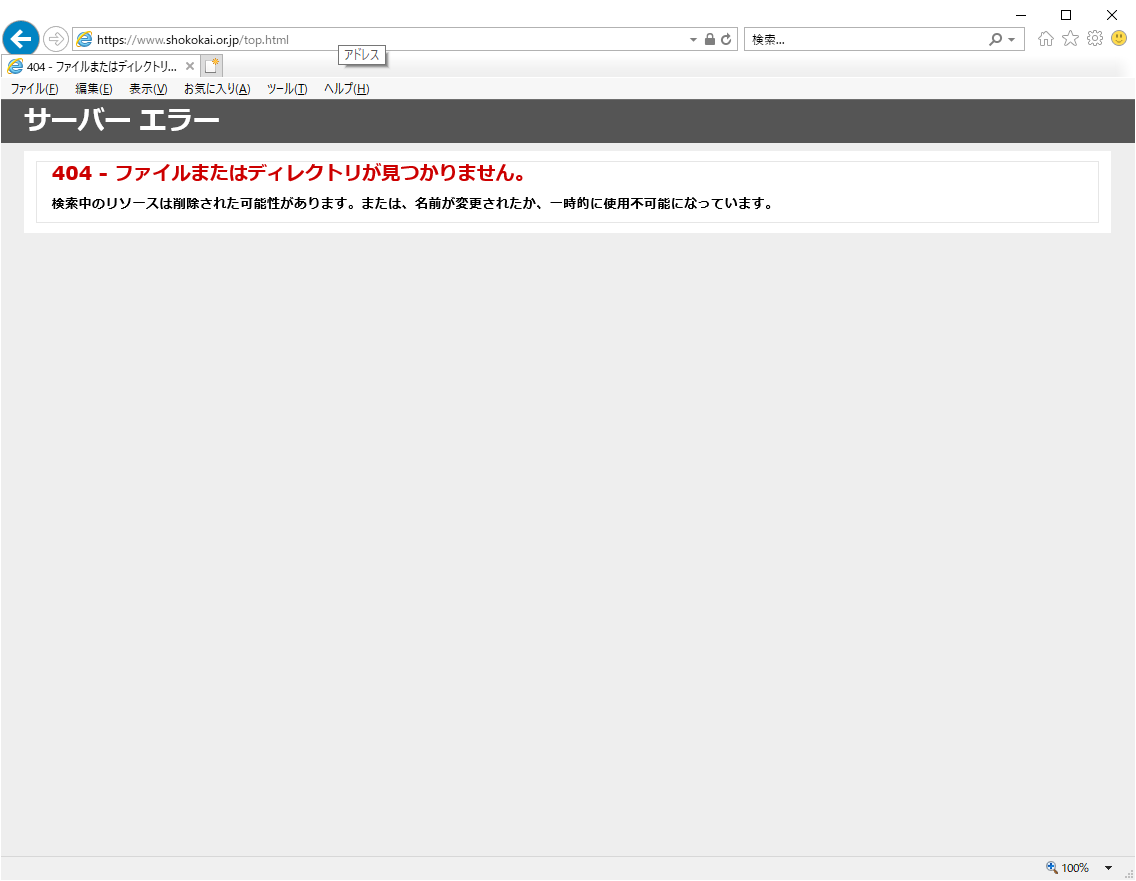 https://www.shokokai.or.jp/top.html
検索...
アドレス
404 - ファイルまたはディレクトリ...
ファイル(F) 編集(E) 表示(V) お気に入り(A) ツール(T) ヘルプ(H)
サーバー エラー
404 - ファイルまたはディレクトリが見つかりません。
検索中のリソースは削除された可能性があります。または、名前が変更されたか、一時的に使用不可能になっています。
100%